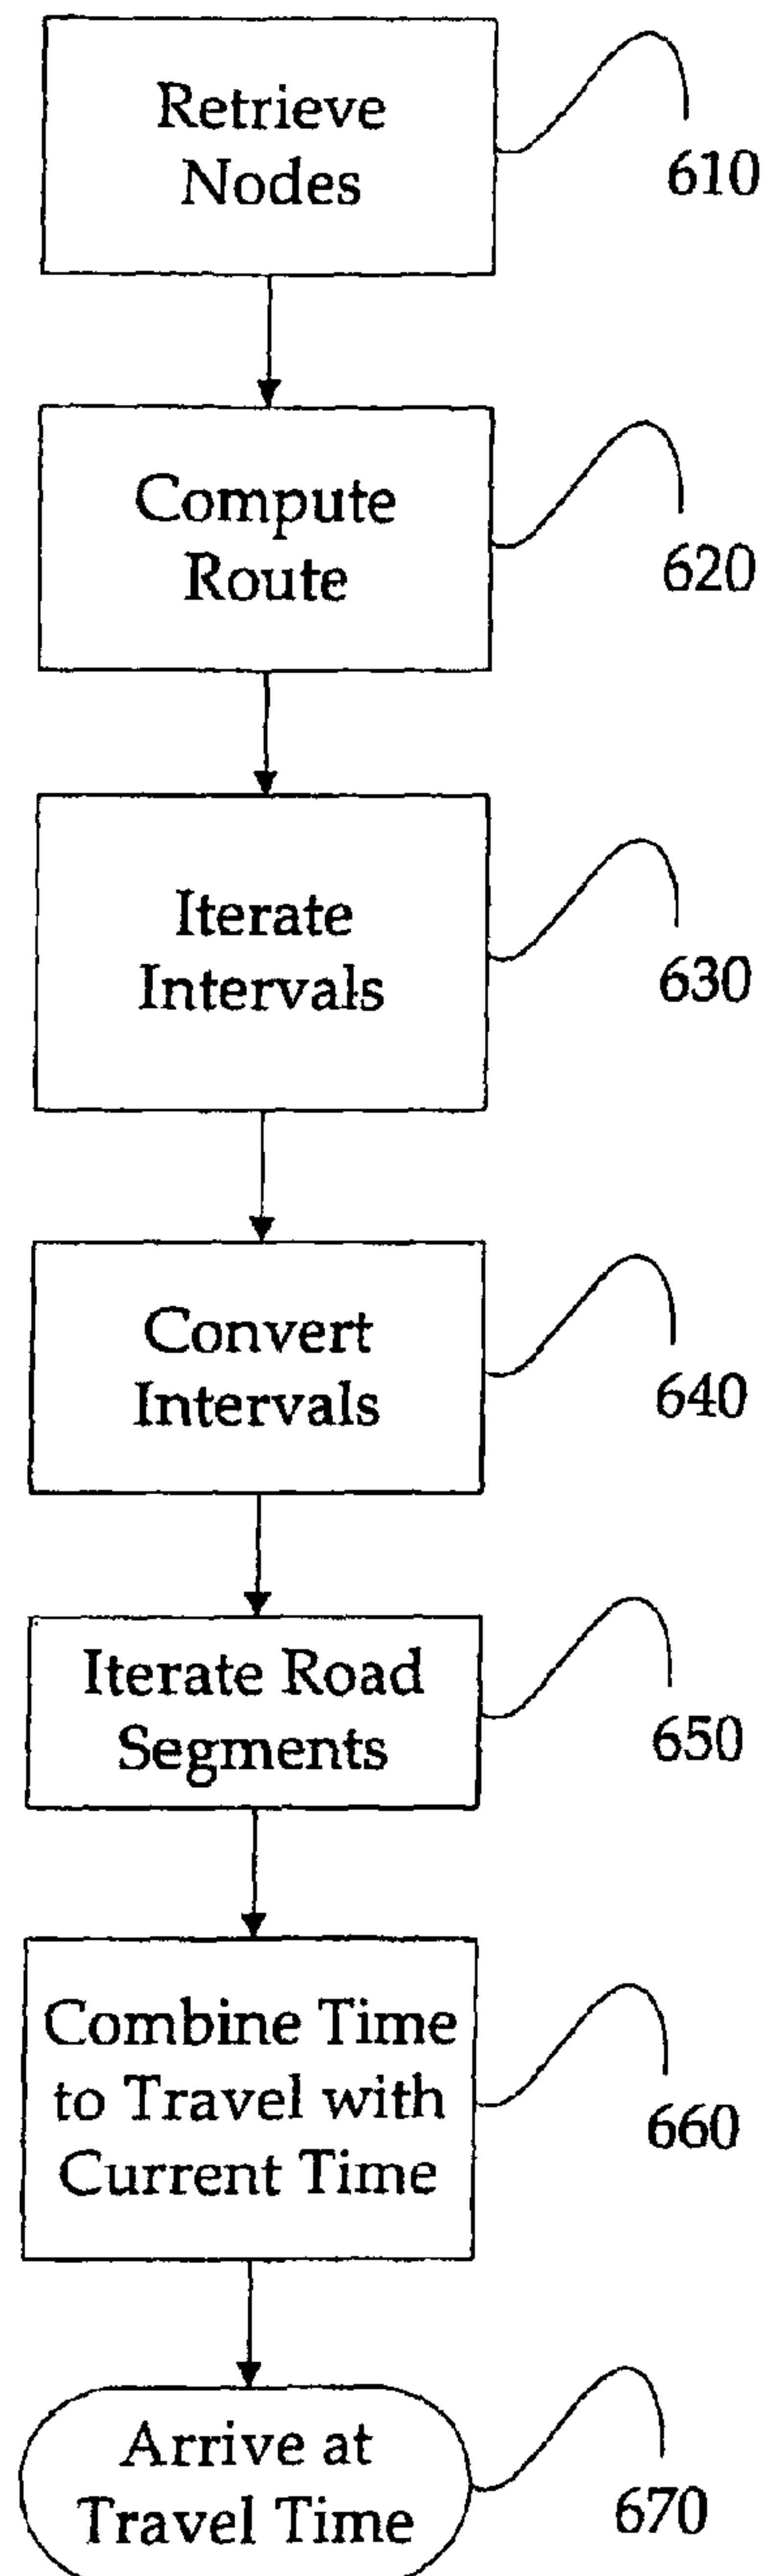 Retrieve
Nodes
610
Compute
Route
620
Iterate
Intervals
630
Convert
Intervals
640
Iterate Road
Segments
650
Combine Time
to Travel with
Current Time
660
Arrive at
Travel Time
670